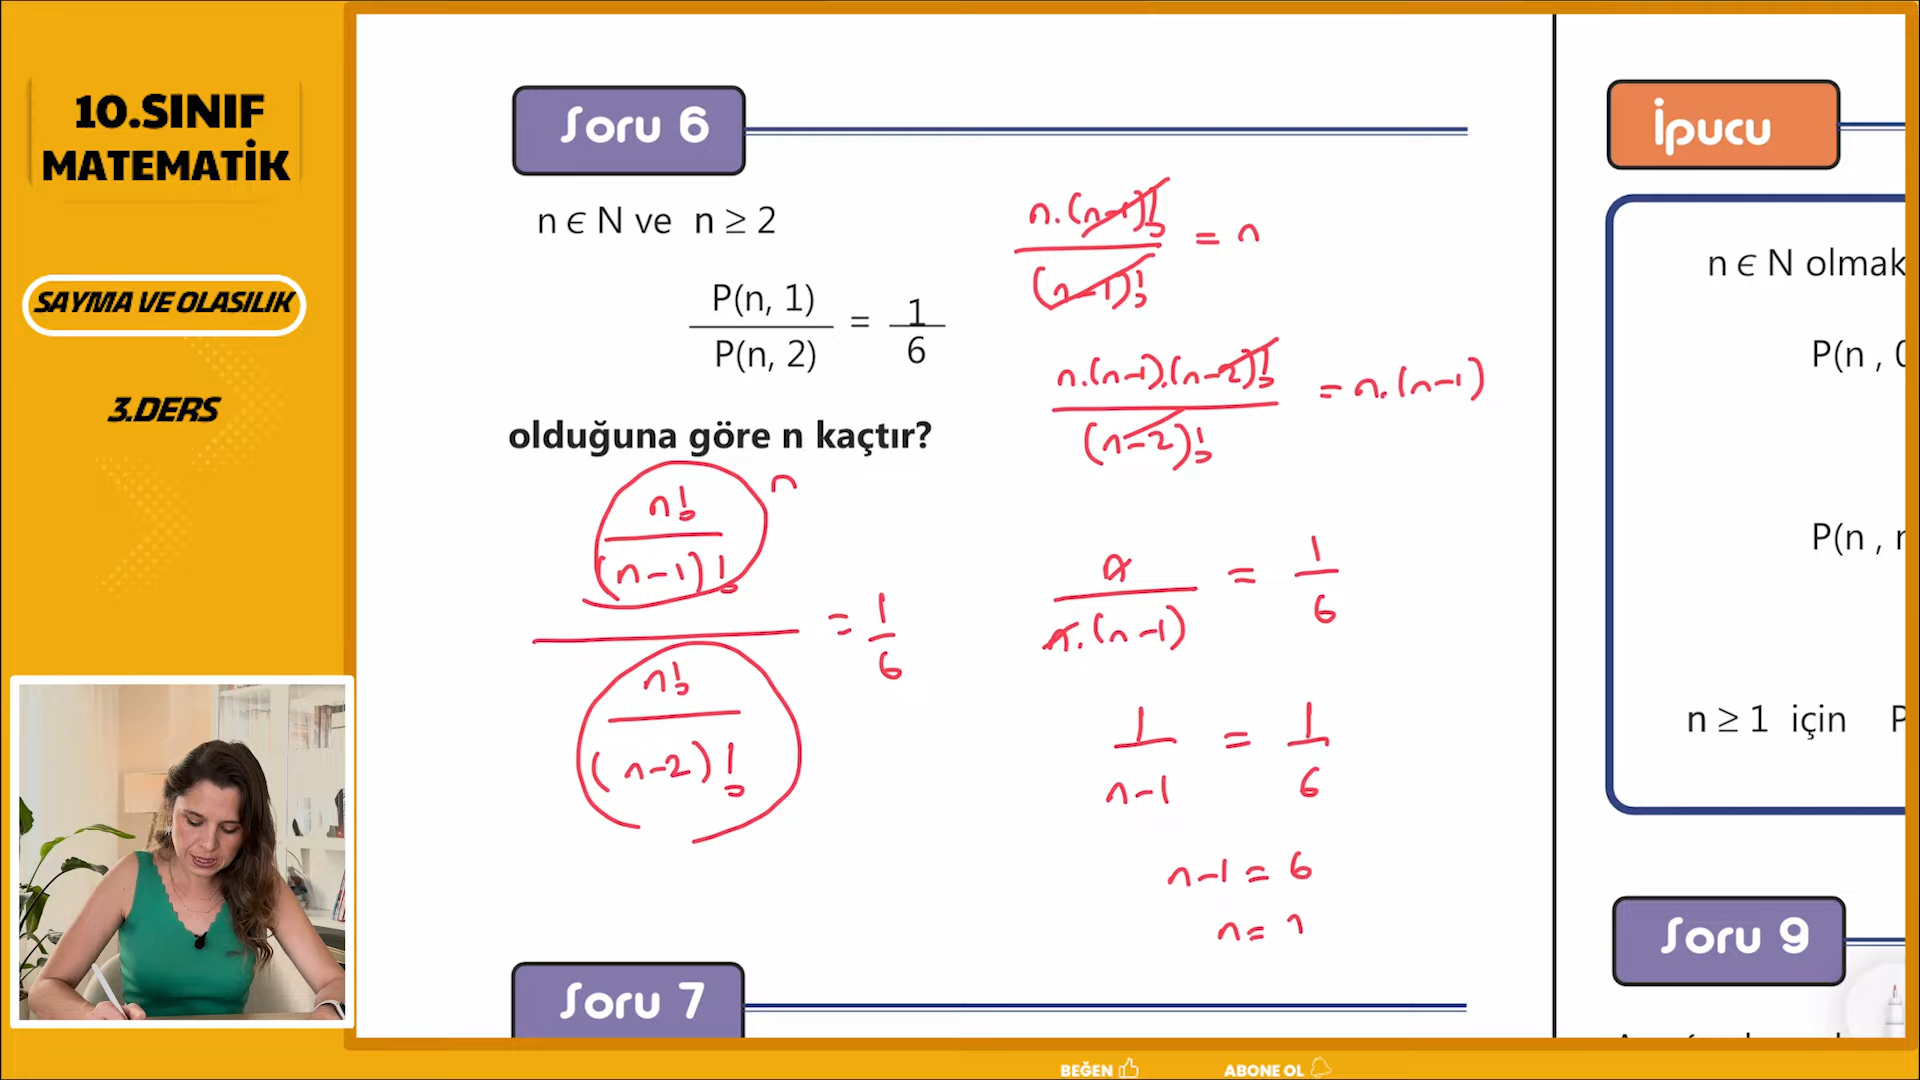 10.SINIF
MATEMATİK
SAYMA VE OLASILIK
3.DERS
Soru 6
n ∈ N ve n ≥ 2
P(n, 1)
P(n, 2)
=
1
6
olduğuna göre n kaçtır?
n!
(n-1)!
n
n!
(n-2)!
= 1
6
n.(n-1)!
(n-1)!
= n
n.(n-1).(n-2)!
(n-2)!
= n.(n-1)
n
n.(n-1)
= 1
6
1
n-1
= 1
6
n-1 = 6
n =
Soru 7
İpucu
n ∈ N olmak
P(n , 0
P(n ,
n ≥ 1 için P
Soru 9
BEĞEN
ABONE OL